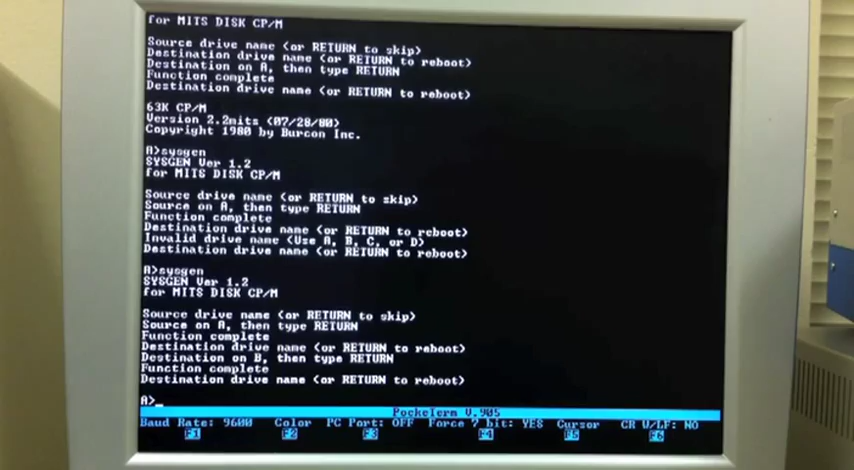 for MITS DISK CP/M
Source drive name (or RETURN to skip)
Destination drive name (or RETURN to reboot)
Destination on A, then type RETURN
Function complete
Destination drive name (or RETURN to reboot)
63K CP/M
Version 2.2mits (07/28/80)
Copyright 1980 by Burcon Inc.
A>sysgen
SYSGEN Ver 1.2
for MITS DISK CP/M
Source drive name (or RETURN to skip)
Source on A, then type RETURN
Function complete
Destination drive name (or RETURN to reboot)
Invalid drive name (Use A, B, C, or D)
Destination drive name (or RETURN to reboot)
A>sysgen
SYSGEN Ver 1.2
for MITS DISK CP/M
Source drive name (or RETURN to skip)
Source on A, then type RETURN
Function complete
Destination drive name (or RETURN to reboot)
Destination on B, then type RETURN
Function complete
Destination drive name (or RETURN to reboot)
A>_
PockeTerm V.905
Baud Rate: 9600 Color PC Port: OFF Force 7 bit: YES Cursor CR W/LF: NO
F1 F2 F3 F4 F5 F6